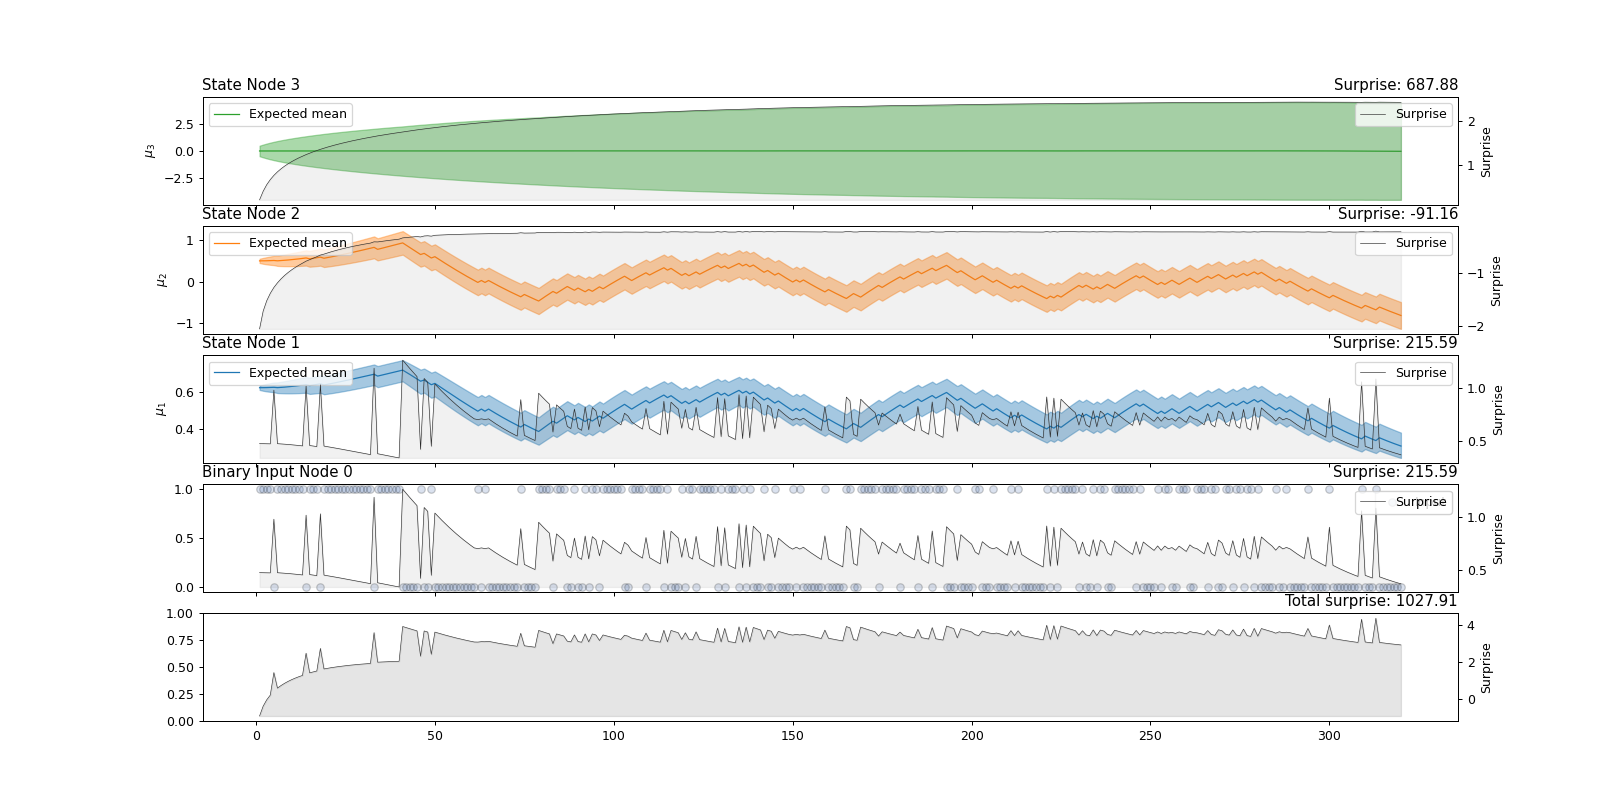 State Node 3 Surprise: 687.88
Expected mean Surprise
2.5 0.0 −2.5
μ3
2 1
Surprise
State Node 2 Surprise: -91.16
Expected mean Surprise
1 0 −1
μ2
−1 −2
Surprise
State Node 1 Surprise: 215.59
Expected mean Surprise
0.6 0.4
μ1
1.0 0.5
Surprise
Binary Input Node 0 Surprise: 215.59
Surprise
1.0 0.5 0.0
1.0 0.5
Surprise
Total surprise: 1027.91
1.00 0.75 0.50 0.25 0.00
4 2 0
Surprise
0 50 100 150 200 250 300